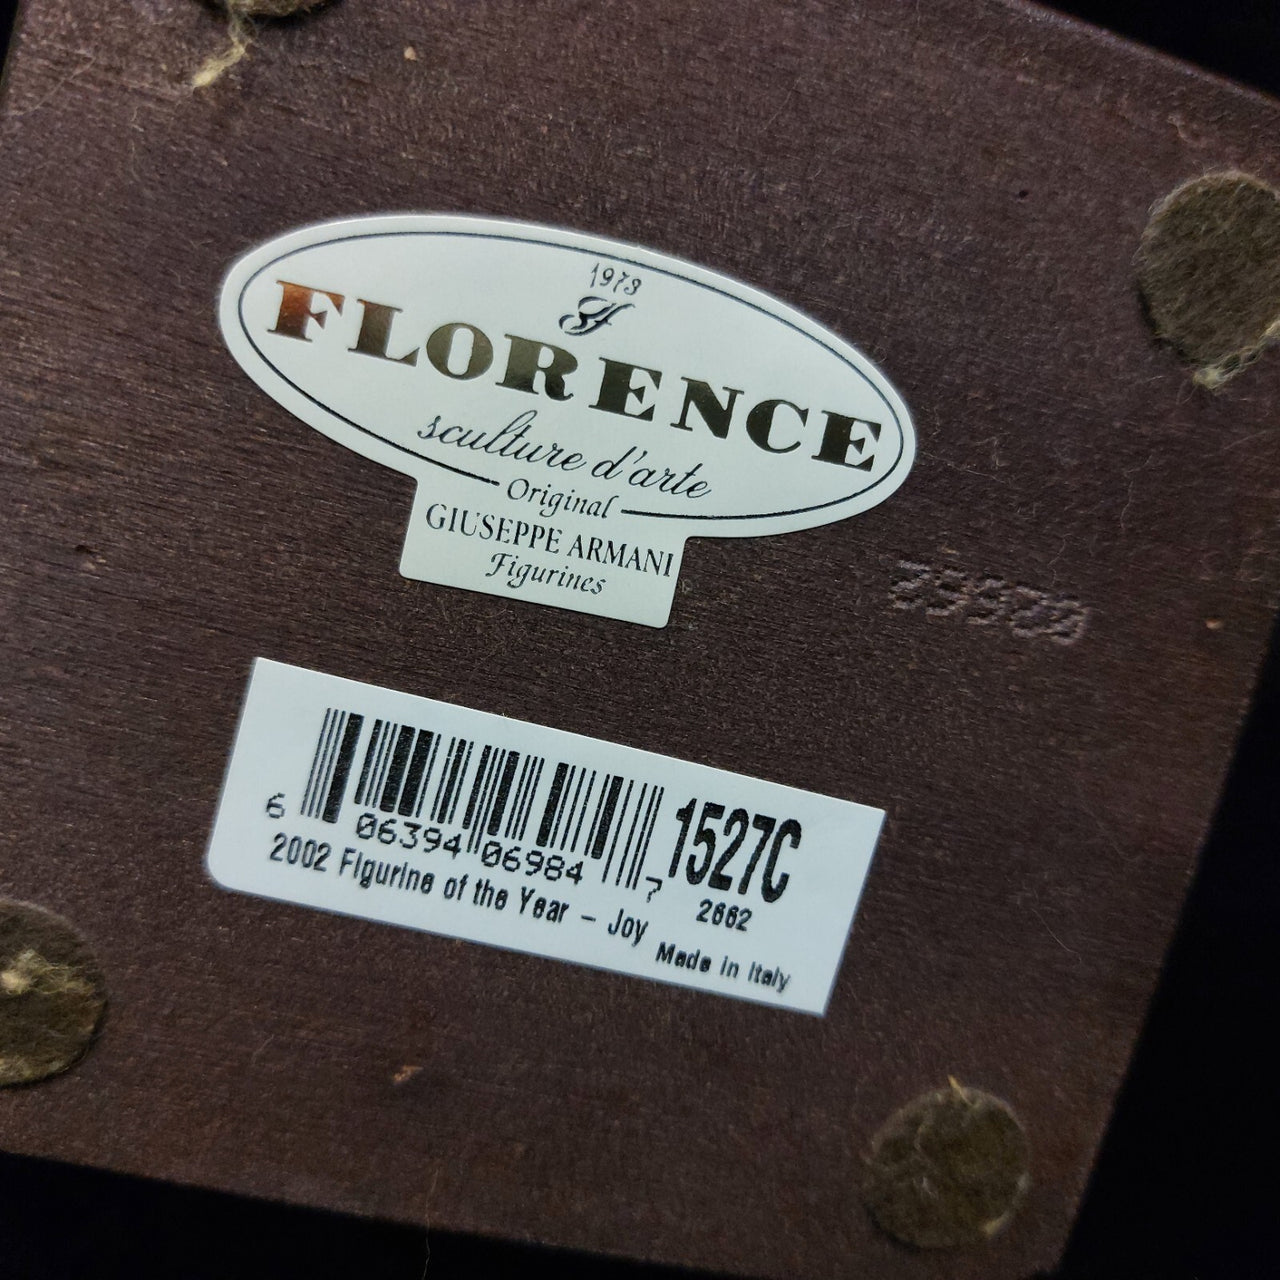 1973
FLORENCE
sculture d'arte
Original
GIUSEPPE ARMANI
Figurines
6 06394 06984 7
1527C
2662
2002 Figurine of the Year - Joy
Made in Italy